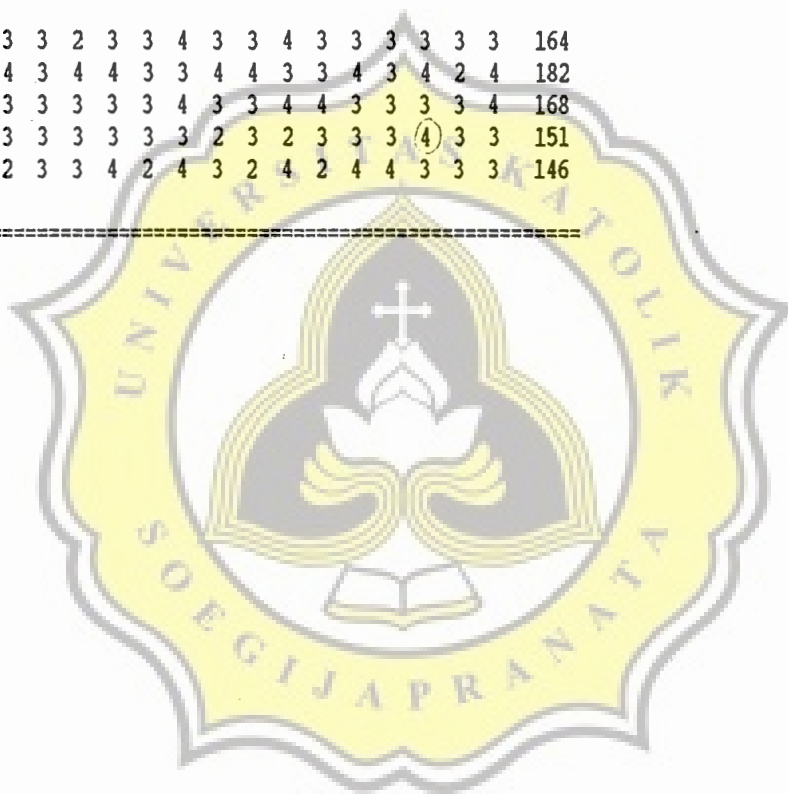 3 3 2 3 3 4 3 3 4 3 3 3 3 3 3 164
4 3 4 4 3 3 4 4 3 3 4 3 4 2 4 182
3 3 3 3 3 4 3 3 4 4 3 3 3 3 4 168
3 3 3 3 3 3 2 3 2 3 3 3 4 3 3 151
2 3 3 4 2 4 3 2 4 2 4 4 3 3 3 146
UNIVERSITAS KATOLIK
SOEGIJAPRANATA